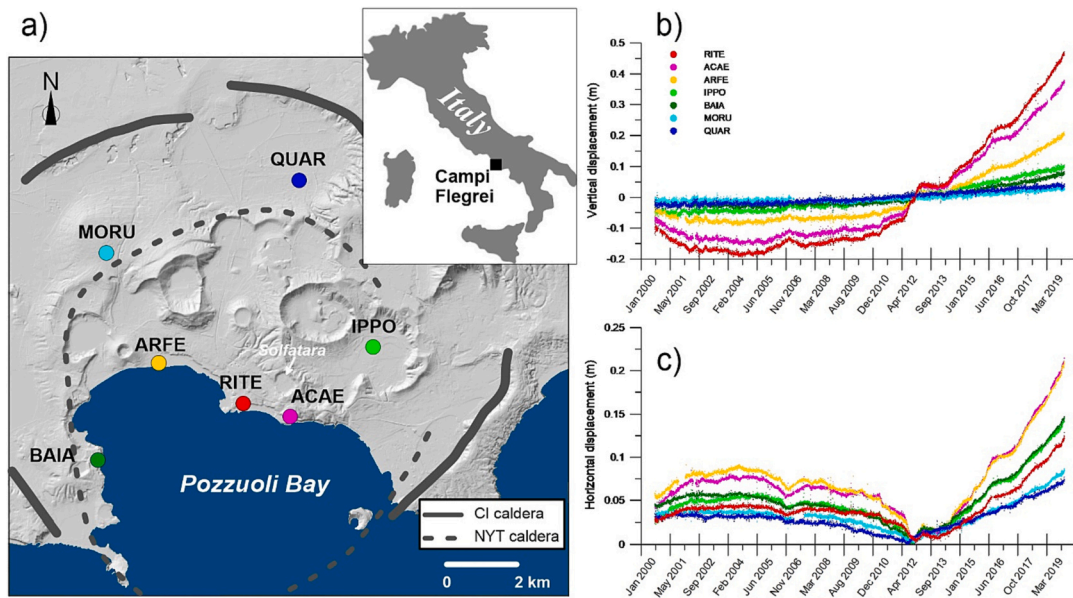 a)
N
QUAR
MORU
ARFE
IPPO
Solfatara
RITE
ACAE
BAIA
Pozzuoli Bay
CI caldera
NYT caldera
0 2 km
Italy
Campi
Flegrei
b)
Vertical displacement (m)
0.5
0.4
0.3
0.2
0.1
0
-0.1
-0.2
RITE
ACAE
ARFE
IPPO
BAIA
MORU
QUAR
Jan 2000
May 2001
Sep 2002
Feb 2004
Jun 2005
Nov 2006
Mar 2008
Aug 2009
Dec 2010
Apr 2012
Sep 2013
Jan 2015
Jun 2016
Oct 2017
Mar 2019
c)
Horizontal displacement (m)
0.25
0.2
0.15
0.1
0.05
0
Jan 2000
May 2001
Sep 2002
Feb 2004
Jun 2005
Nov 2006
Mar 2008
Aug 2009
Dec 2010
Apr 2012
Sep 2013
Jan 2015
Jun 2016
Oct 2017
Mar 2019